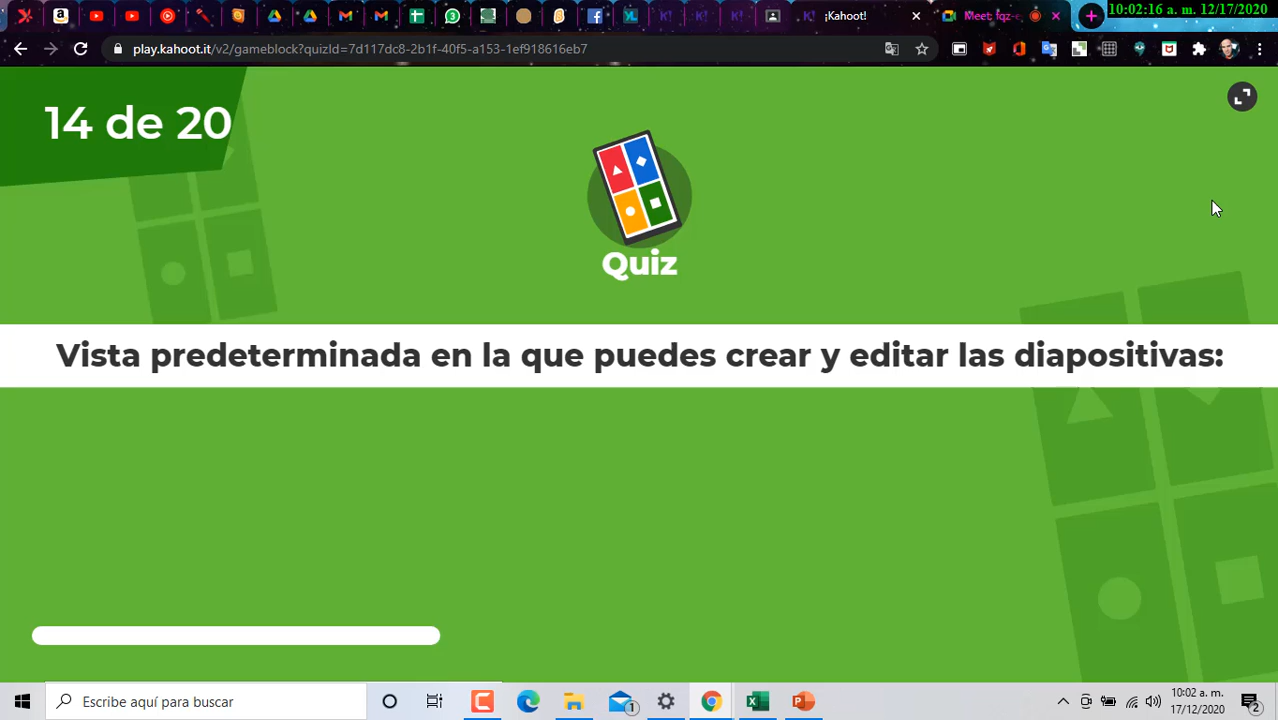 10:02:16 a. m. 12/17/2020
¡Kahoot!
Meet: fqz-e
play.kahoot.it/v2/gameblock?quizId=7d117dc8-2b1f-40f5-a153-1ef918616eb7
14 de 20
Quiz
Vista predeterminada en la que puedes crear y editar las diapositivas:
Escribe aquí para buscar
10:02 a. m.
17/12/2020